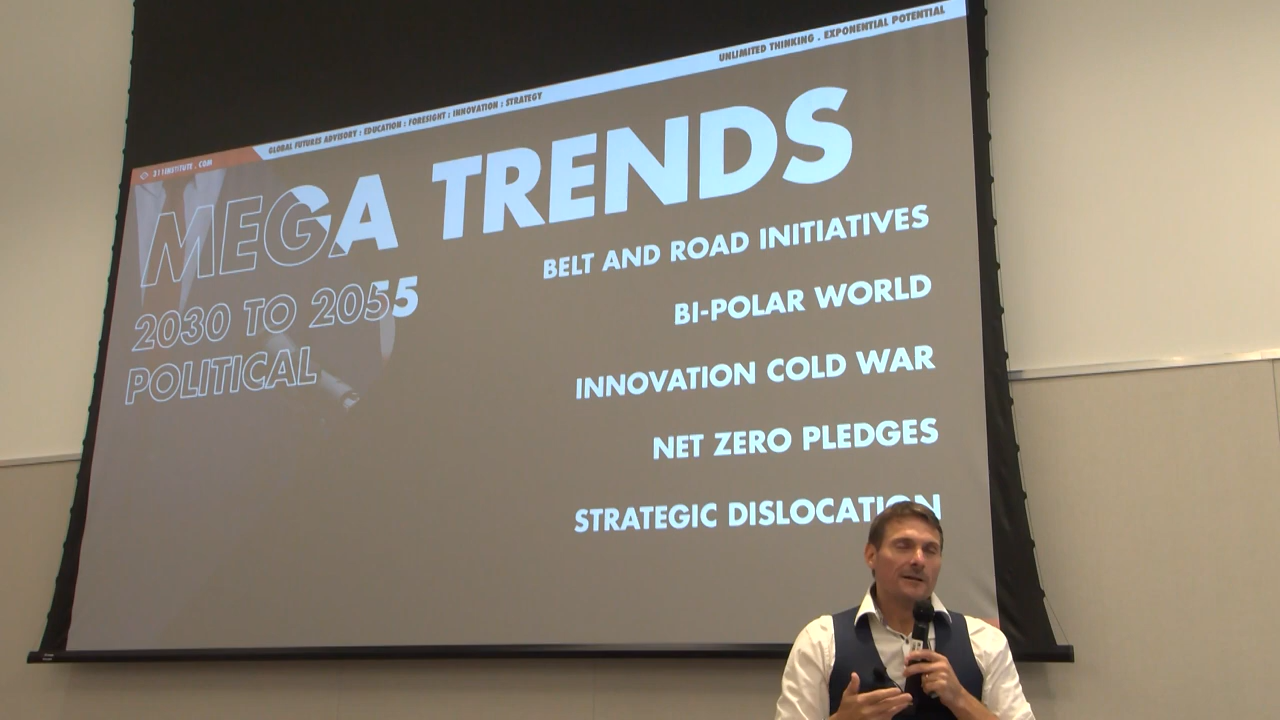 311INSTITUTE . COM
GLOBAL FUTURES ADVISORY : EDUCATION : FORESIGHT : INNOVATION : STRATEGY
UNLIMITED THINKING . EXPONENTIAL POTENTIAL
MEGA TRENDS
2030 TO 2055
POLITICAL
BELT AND ROAD INITIATIVES
BI-POLAR WORLD
INNOVATION COLD WAR
NET ZERO PLEDGES
STRATEGIC DISLOCATION